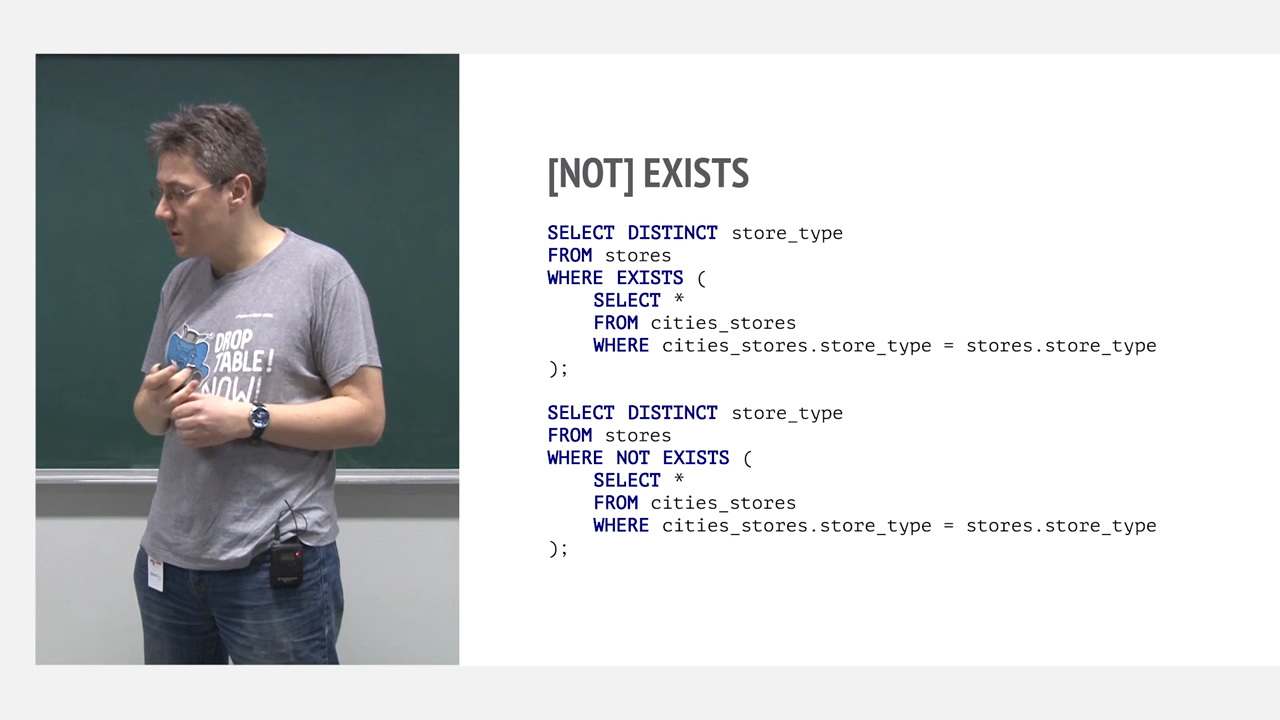 DROP
TABLE!
NOW!
[NOT] EXISTS
SELECT DISTINCT store_type
FROM stores
WHERE EXISTS (
    SELECT *
    FROM cities_stores
    WHERE cities_stores.store_type = stores.store_type
);
SELECT DISTINCT store_type
FROM stores
WHERE NOT EXISTS (
    SELECT *
    FROM cities_stores
    WHERE cities_stores.store_type = stores.store_type
);